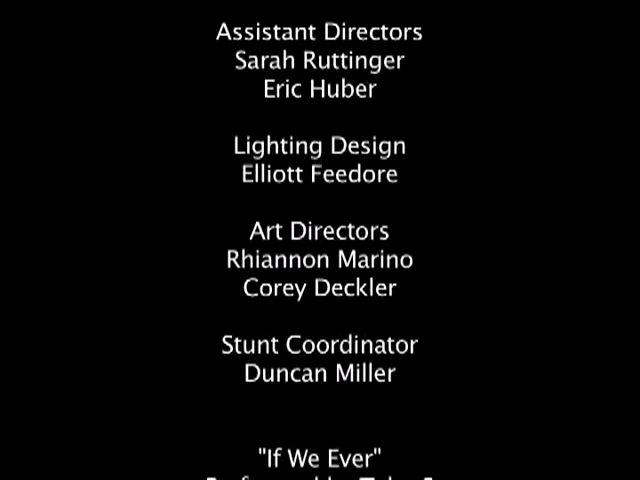 Assistant Directors
Sarah Ruttinger
Eric Huber
Lighting Design
Elliott Feedore
Art Directors
Rhiannon Marino
Corey Deckler
Stunt Coordinator
Duncan Miller
"If We Ever"